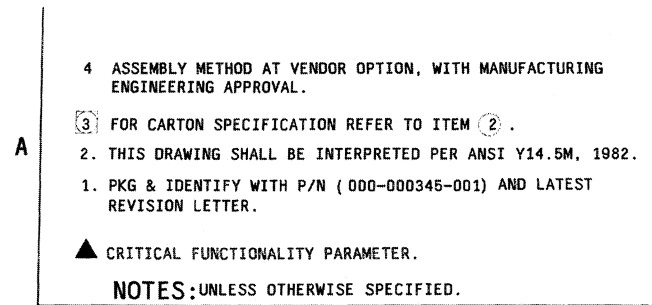 4 ASSEMBLY METHOD AT VENDOR OPTION, WITH MANUFACTURING
ENGINEERING APPROVAL.
3 FOR CARTON SPECIFICATION REFER TO ITEM 2 .
A
2. THIS DRAWING SHALL BE INTERPRETED PER ANSI Y14.5M, 1982.
1. PKG & IDENTIFY WITH P/N (000-000345-001) AND LATEST
REVISION LETTER.
▲ CRITICAL FUNCTIONALITY PARAMETER.
NOTES: UNLESS OTHERWISE SPECIFIED.